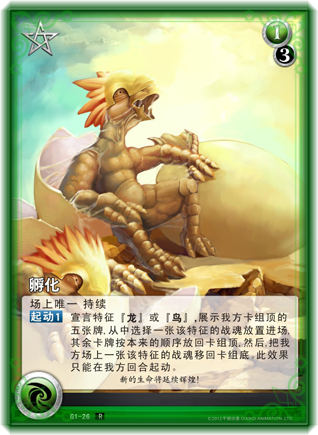 1
3
孵化
场上唯一 持续
起动1 宣言特征『龙』或『鸟』,展示我方卡组顶的
五张牌,从中选择一张该特征的战魂放置进场,
其余卡牌按本来的顺序放回卡组顶,然后,把我
方场上一张该特征的战魂移回卡组底。此效果
只能在我方回合起动。
新的生命将延续辉煌!
G1-26 R